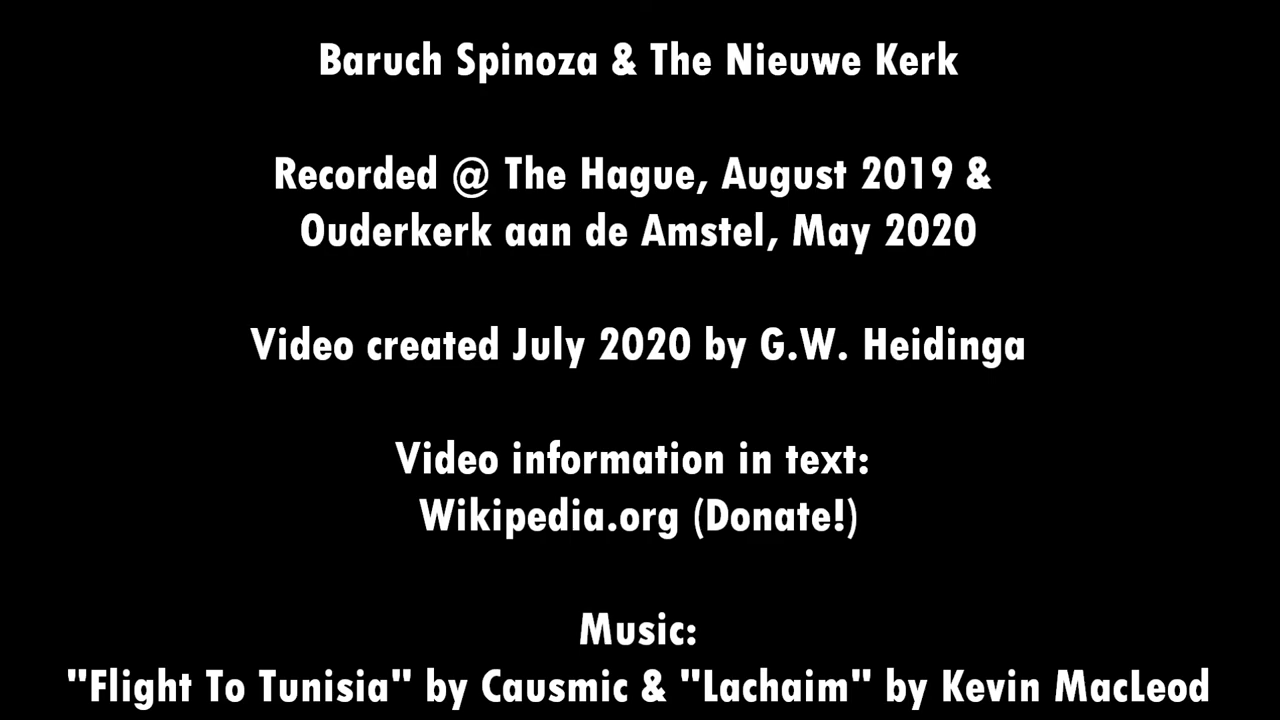 Baruch Spinoza & The Nieuwe Kerk
Recorded @ The Hague, August 2019 &
Ouderkerk aan de Amstel, May 2020
Video created July 2020 by G.W. Heidinga
Video information in text:
Wikipedia.org (Donate!)
Music:
"Flight To Tunisia" by Causmic & "Lachaim" by Kevin MacLeod